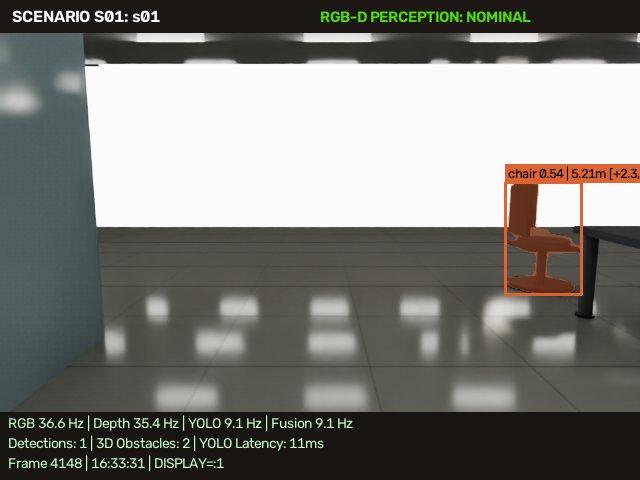 SCENARIO S01: s01
RGB-D PERCEPTION: NOMINAL
chair 0.54 | 5.21m [+2.3,
RGB 36.6 Hz | Depth 35.4 Hz | YOLO 9.1 Hz | Fusion 9.1 Hz
Detections: 1 | 3D Obstacles: 2 | YOLO Latency: 11ms
Frame 4148 | 16:33:31 | DISPLAY=:1